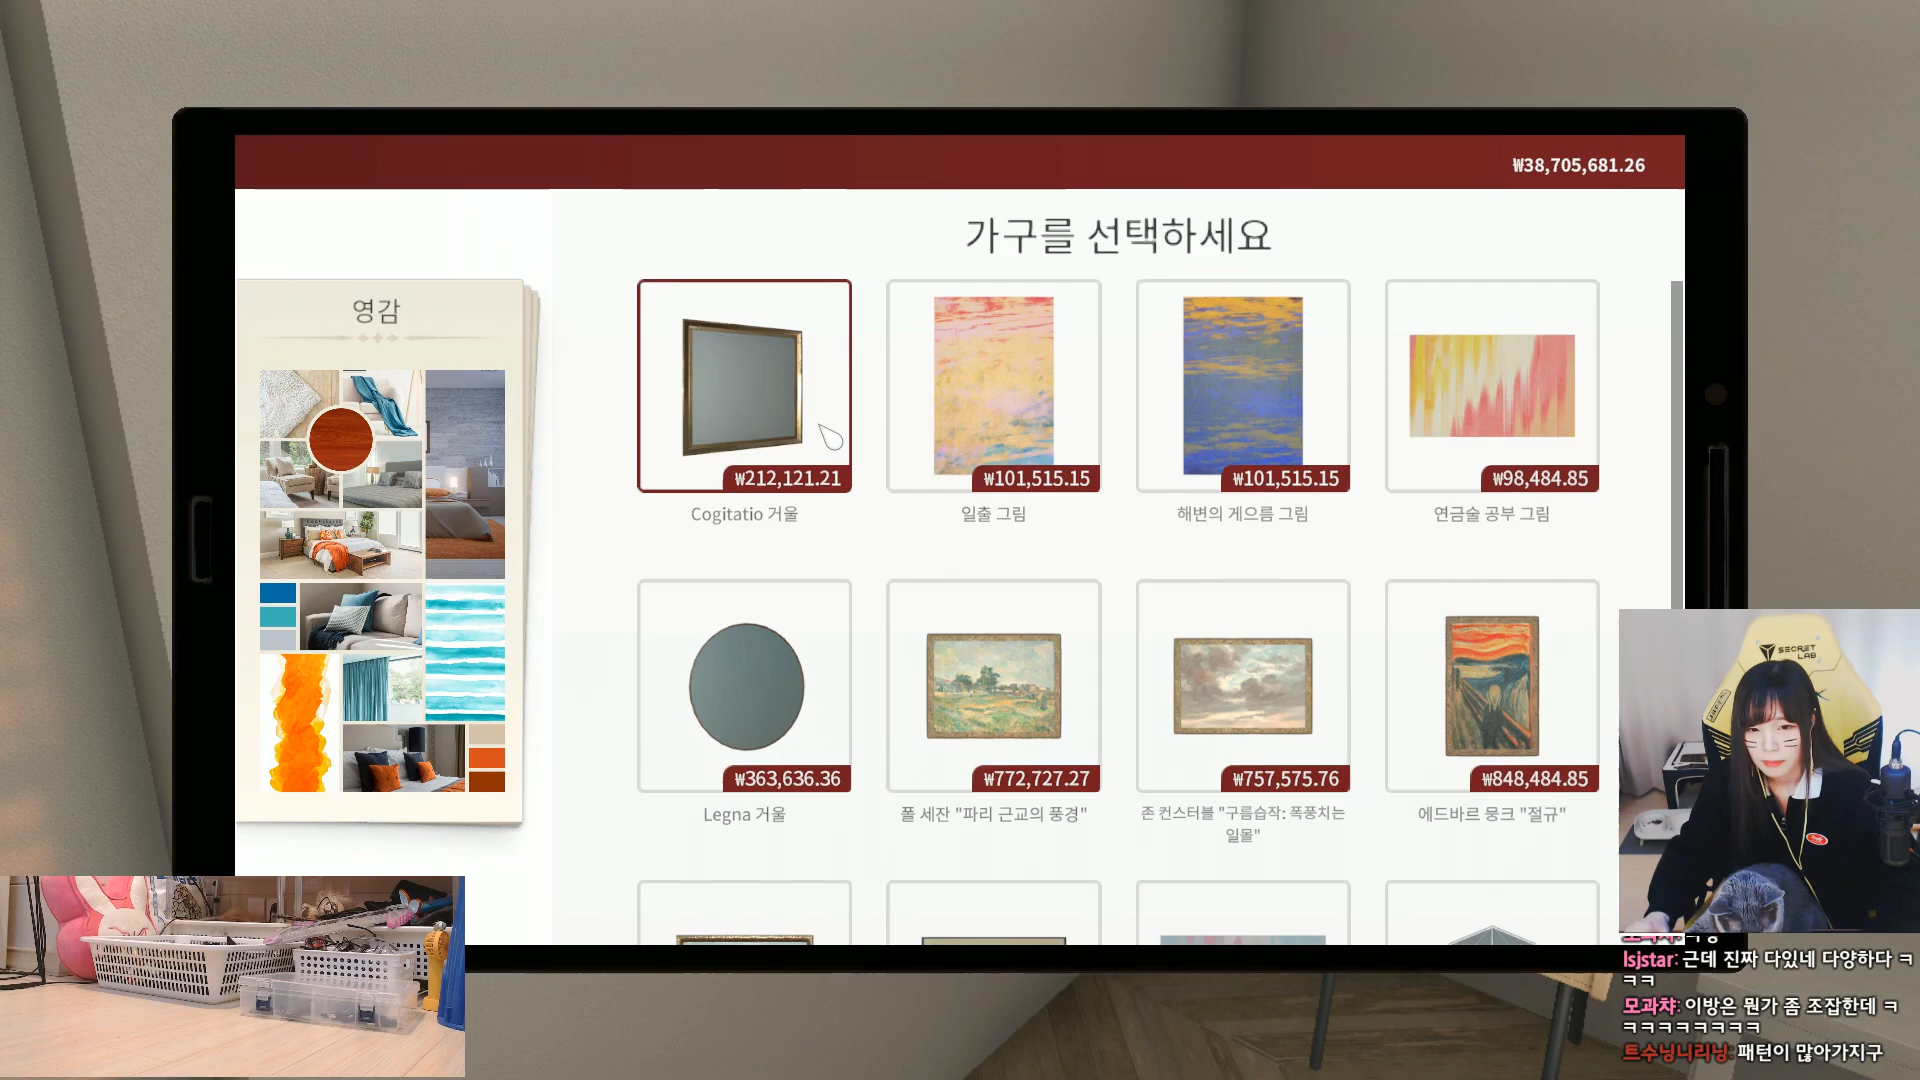 ₩38,705,681.26
가구를 선택하세요
영감
₩212,121.21
₩101,515.15
₩101,515.15
₩98,484.85
Cogitatio 거울
일출 그림
해변의 게으름 그림
연금술 공부 그림
₩363,636.36
₩772,727.27
₩757,575.76
₩848,484.85
Legna 거울
폴 세잔 "파리 근교의 풍경"
존 컨스터블 "구름습작: 폭풍치는
일몰"
에드바르 뭉크 "절규"
SECRET
LAB
lsjstar: 근데 진짜 다있네 다양하다 ㅋ
ㅋㅋ
모과챠: 이방은 뭔가 좀 조잡한데 ㅋ
ㅋㅋㅋㅋㅋㅋㅋㅋ
트수닝니리닝: 패턴이 많아가지구